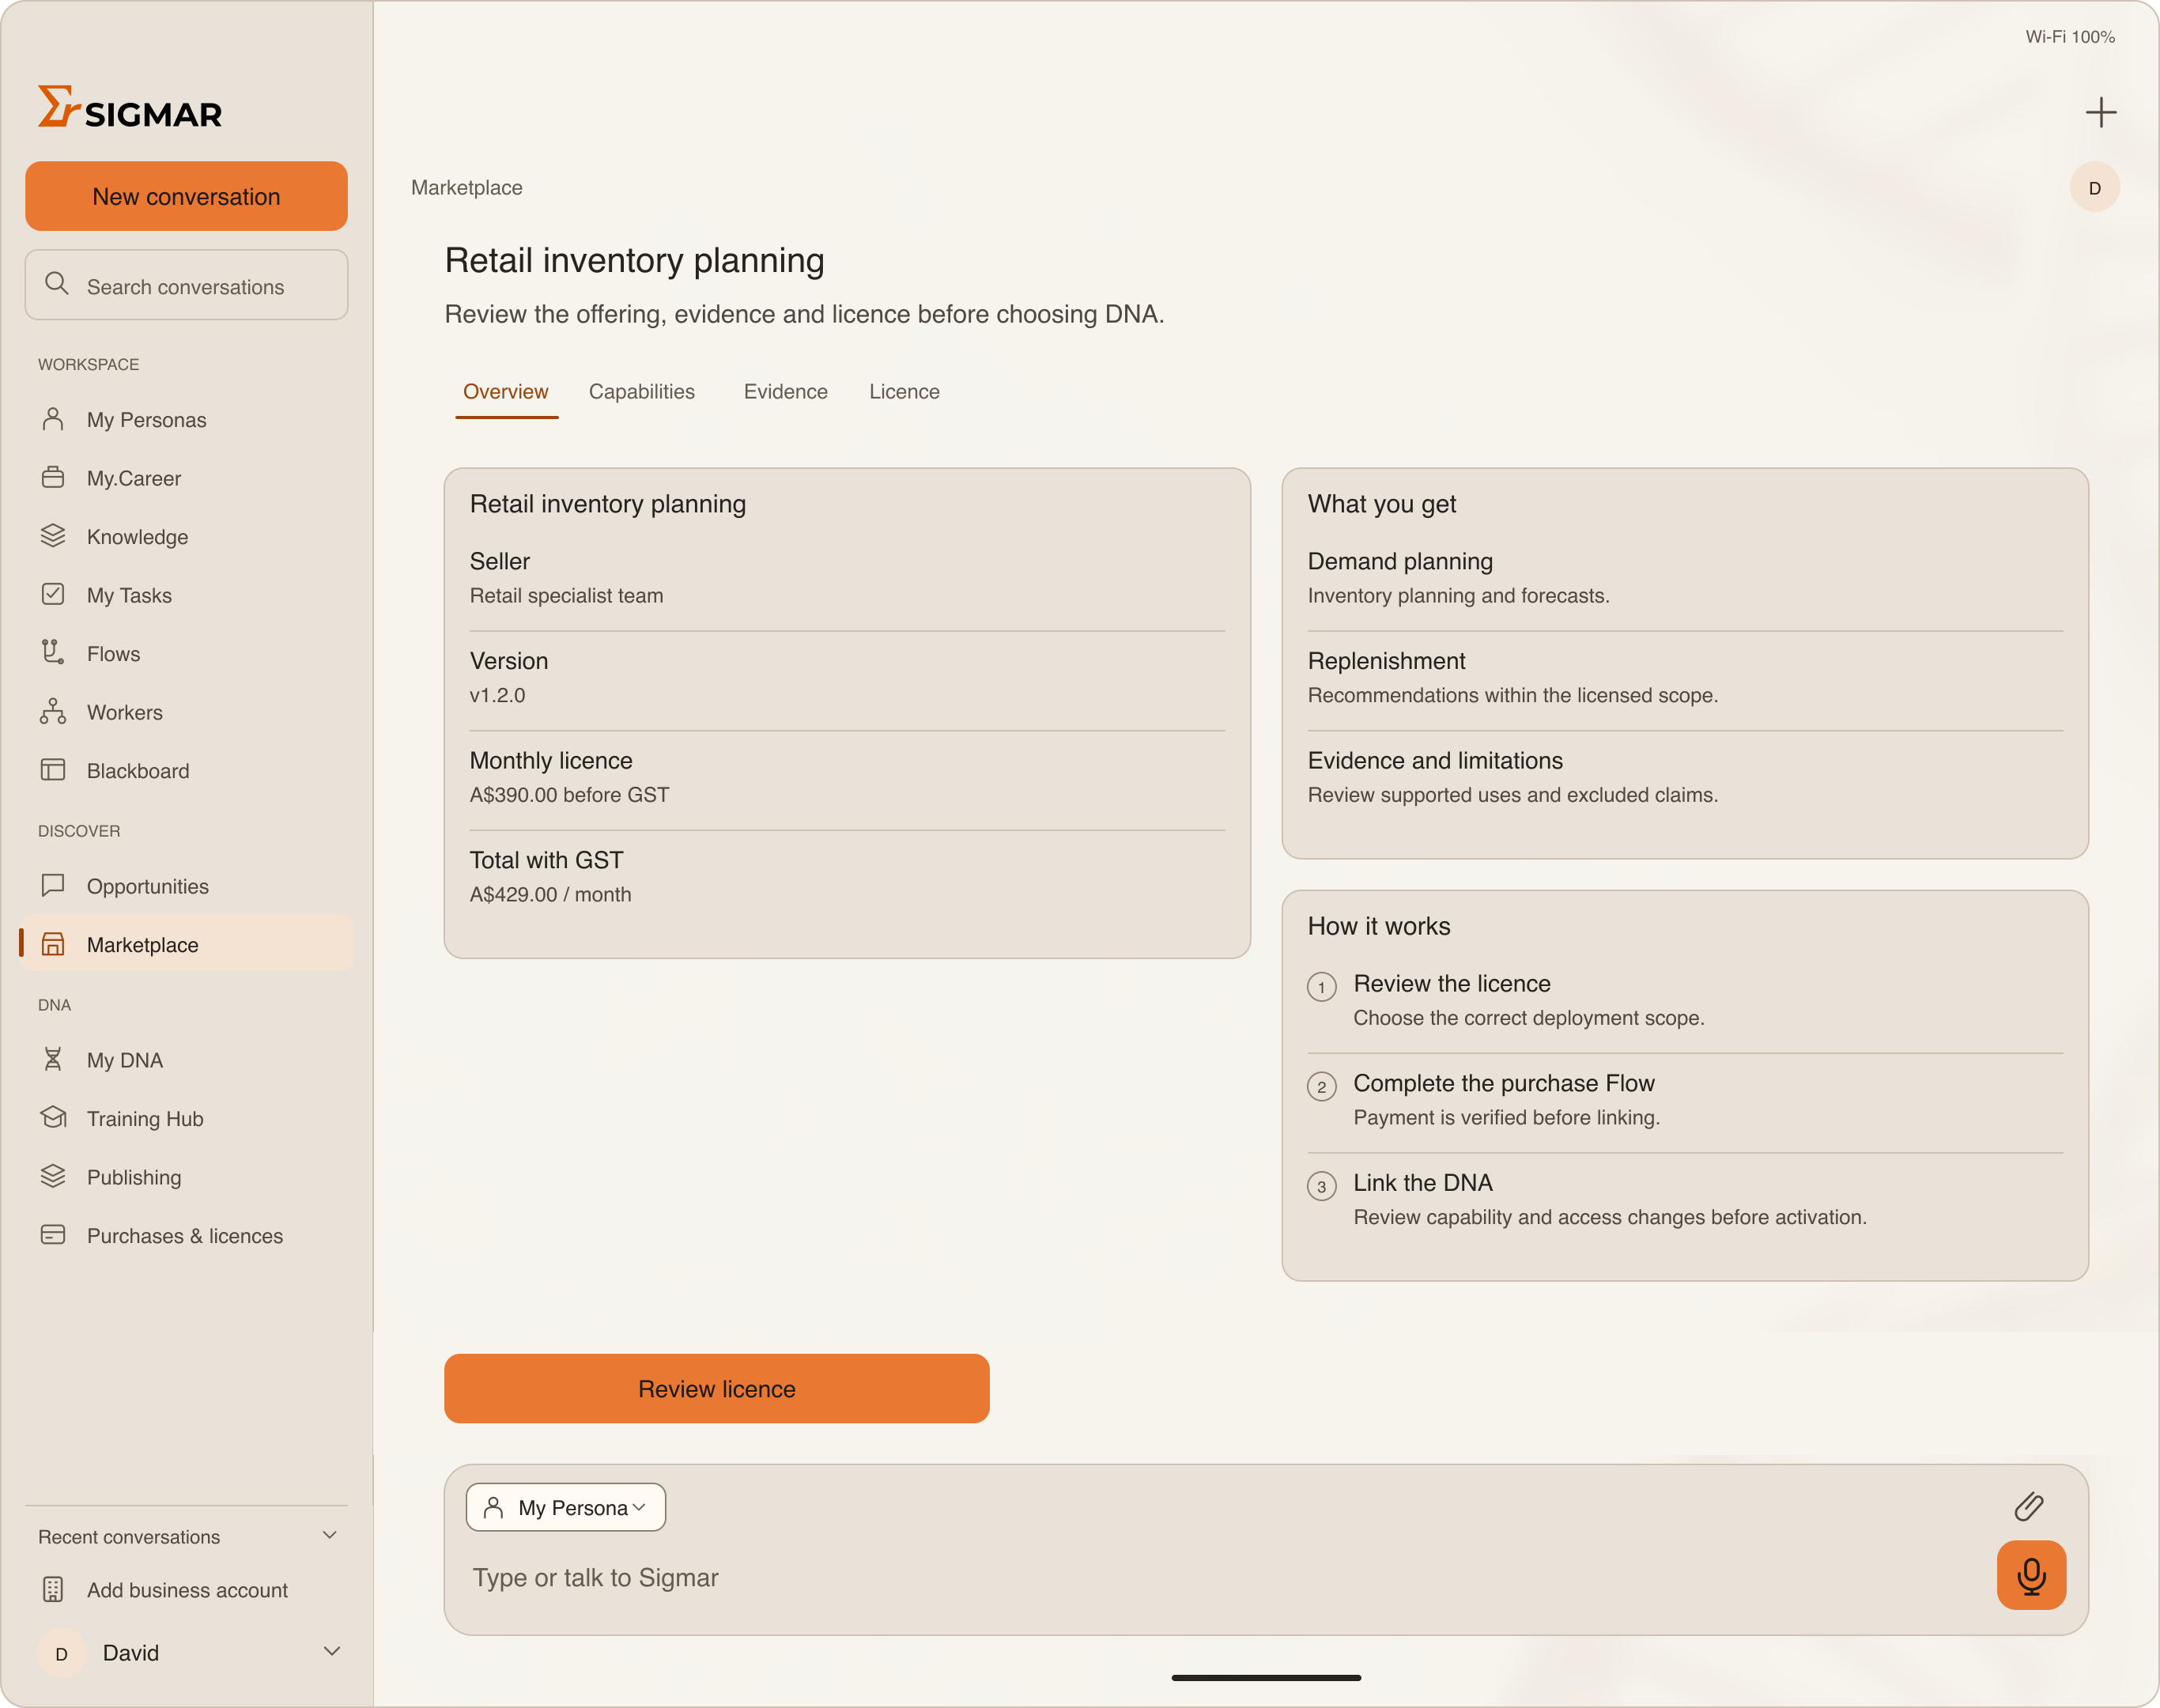 Wi-Fi 100%
Σr SIGMAR
New conversation
Search conversations
WORKSPACE
My Personas
My.Career
Knowledge
My Tasks
Flows
Workers
Blackboard
DISCOVER
Opportunities
Marketplace
DNA
My DNA
Training Hub
Publishing
Purchases & licences
Recent conversations
Add business account
D
David
Marketplace
D
Retail inventory planning
Review the offering, evidence and licence before choosing DNA.
Overview
Capabilities
Evidence
Licence
Retail inventory planning
Seller
Retail specialist team
Version
v1.2.0
Monthly licence
A$390.00 before GST
Total with GST
A$429.00 / month
What you get
Demand planning
Inventory planning and forecasts.
Replenishment
Recommendations within the licensed scope.
Evidence and limitations
Review supported uses and excluded claims.
How it works
1 Review the licence
Choose the correct deployment scope.
2 Complete the purchase Flow
Payment is verified before linking.
3 Link the DNA
Review capability and access changes before activation.
Review licence
My Persona
Type or talk to Sigmar